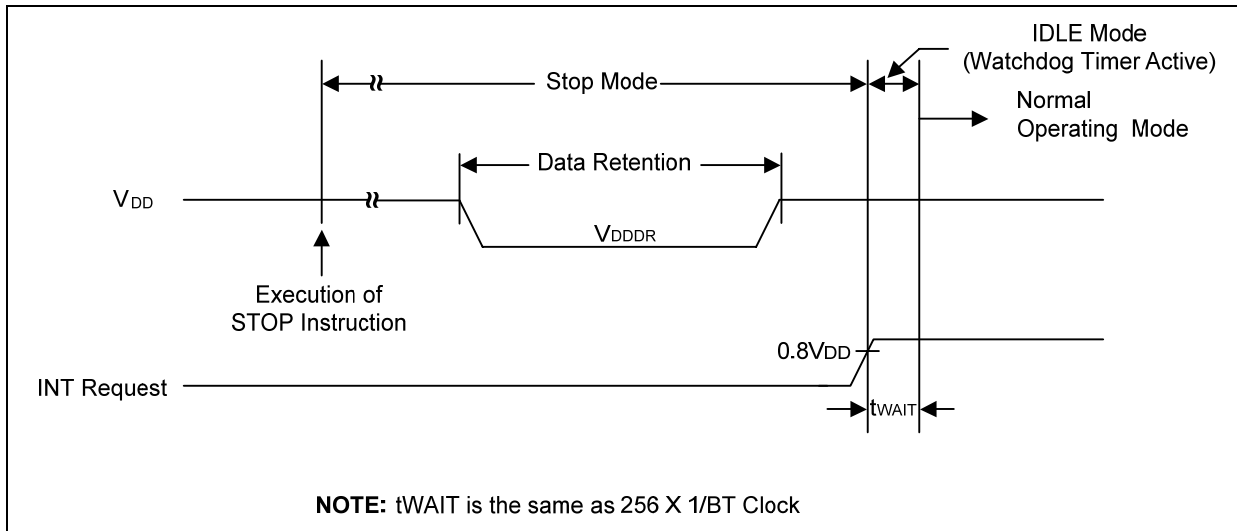 IDLE Mode
(Watchdog Timer Active)
Stop Mode
Normal
Operating Mode
Data Retention
VDD
VDDDR
Execution of
STOP Instruction
0.8VDD
INT Request
tWAIT
NOTE: tWAIT is the same as 256 X 1/BT Clock